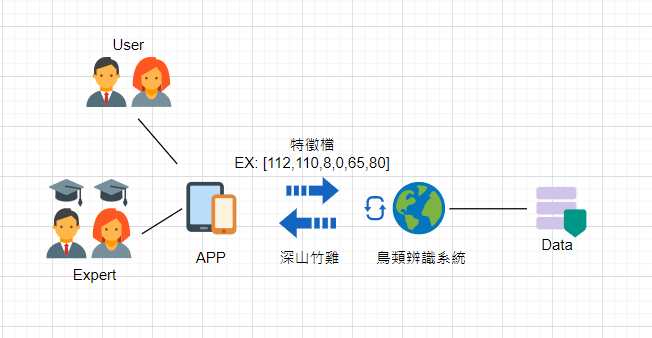 User
特徵檔
EX: [112,110,8,0,65,80]
Expert
APP
深山竹雞
鳥類辨識系統
Data